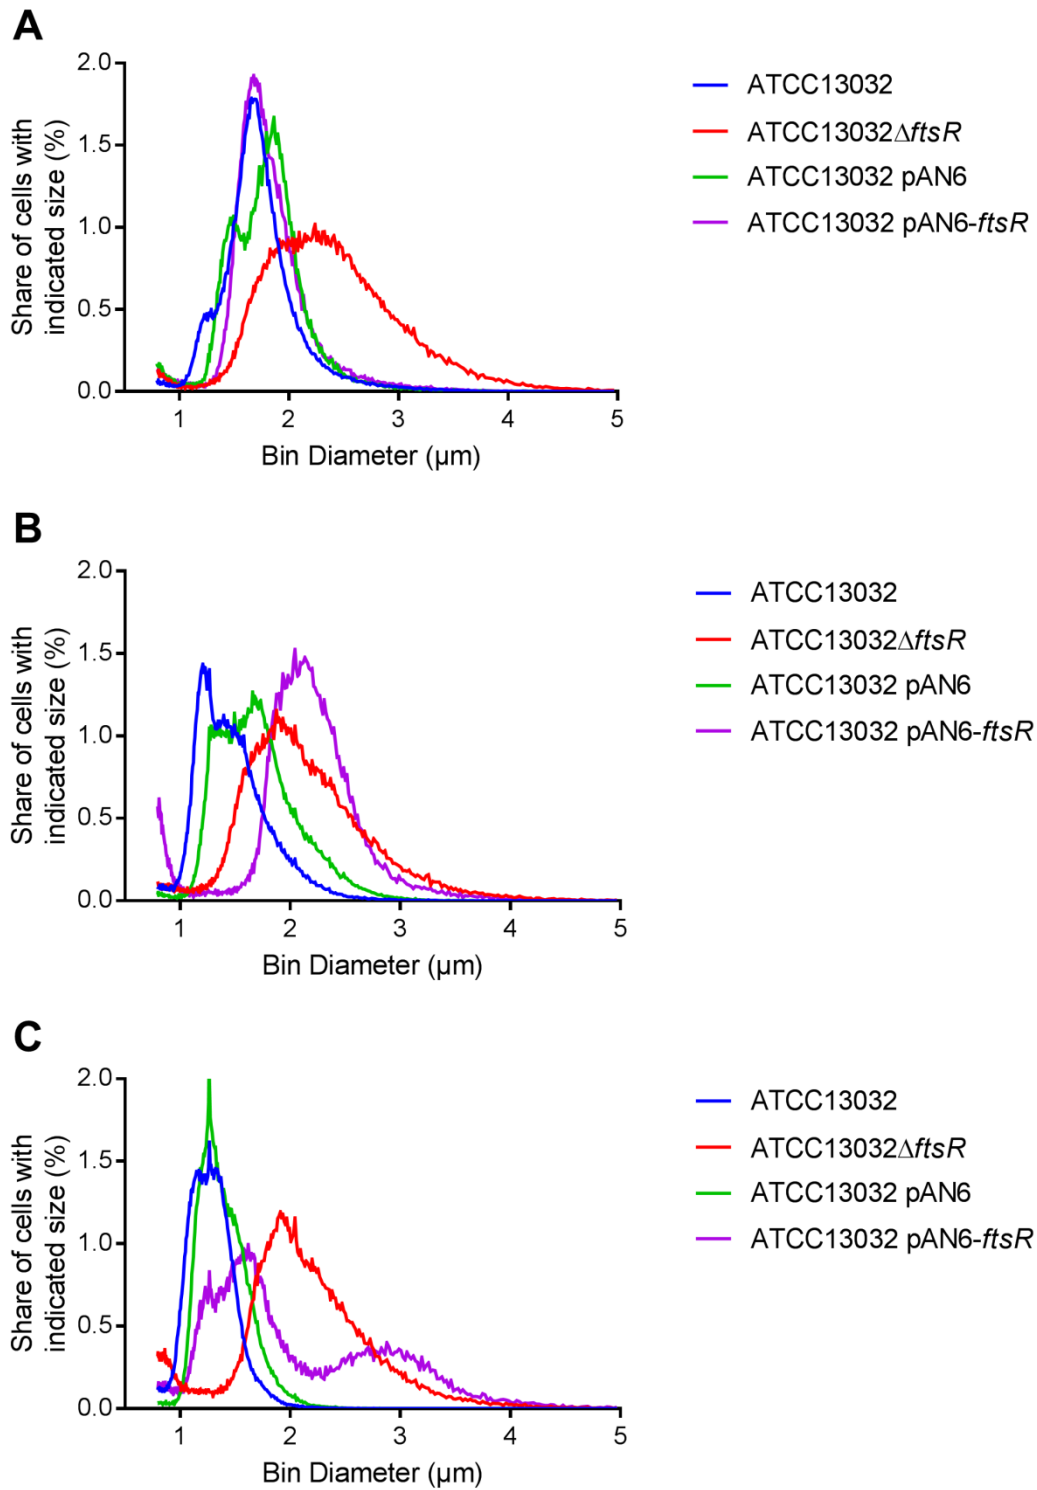 A
2.0
1.5
1.0
0.5
0.0
Share of cells with
indicated size (%)
1 2 3 4 5
Bin Diameter (µm)
ATCC13032
ATCC13032ΔftsR
ATCC13032 pAN6
ATCC13032 pAN6-ftsR
B
2.0
1.5
1.0
0.5
0.0
Share of cells with
indicated size (%)
1 2 3 4 5
Bin Diameter (µm)
ATCC13032
ATCC13032ΔftsR
ATCC13032 pAN6
ATCC13032 pAN6-ftsR
C
2.0
1.5
1.0
0.5
0.0
Share of cells with
indicated size (%)
1 2 3 4 5
Bin Diameter (µm)
ATCC13032
ATCC13032ΔftsR
ATCC13032 pAN6
ATCC13032 pAN6-ftsR